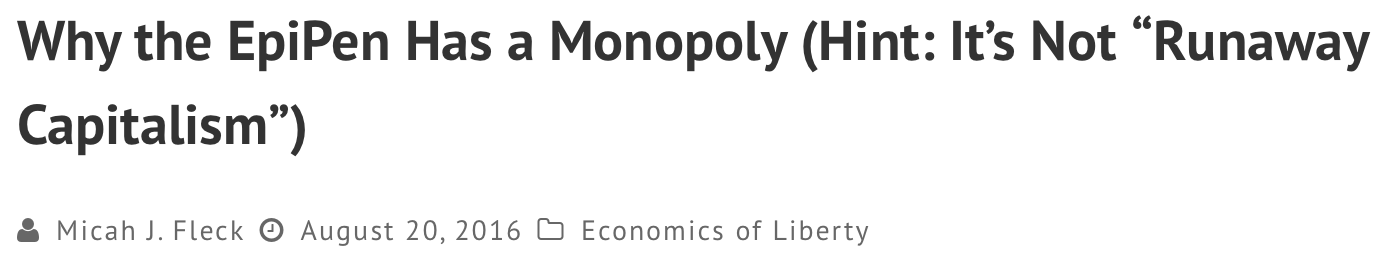 Why the EpiPen Has a Monopoly (Hint: It’s Not “Runaway
Capitalism”)
Micah J. Fleck August 20, 2016 Economics of Liberty